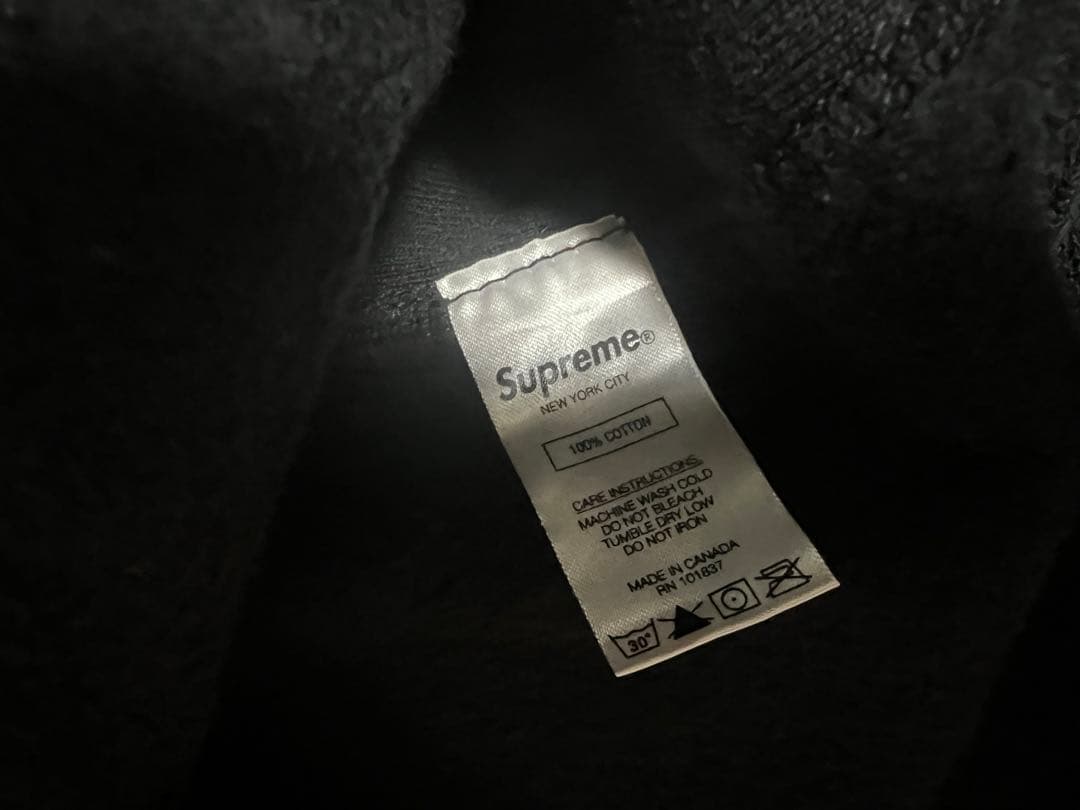 Supreme®
NEW YORK CITY
100% COTTON
CARE INSTRUCTIONS
MACHINE WASH COLD
DO NOT BLEACH
TUMBLE DRY LOW
DO NOT IRON
MADE IN CANADA
RN 101837
30°